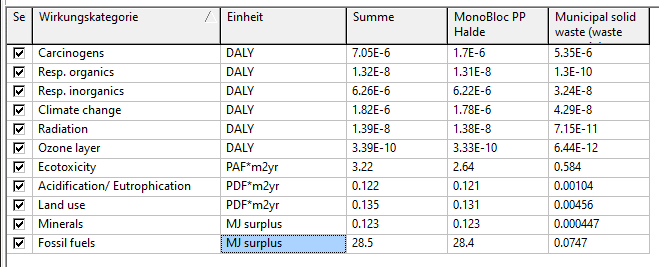 Se Wirkungskategorie Einheit Summe MonoBloc PP Halde Municipal solid waste (waste
Carcinogens DALY 7.05E-6 1.7E-6 5.35E-6
Resp. organics DALY 1.32E-8 1.31E-8 1.3E-10
Resp. inorganics DALY 6.26E-6 6.22E-6 3.24E-8
Climate change DALY 1.82E-6 1.78E-6 4.29E-8
Radiation DALY 1.39E-8 1.38E-8 7.15E-11
Ozone layer DALY 3.39E-10 3.33E-10 6.44E-12
Ecotoxicity PAF*m2yr 3.22 2.64 0.584
Acidification/ Eutrophication PDF*m2yr 0.122 0.121 0.00104
Land use PDF*m2yr 0.135 0.131 0.00456
Minerals MJ surplus 0.123 0.123 0.000447
Fossil fuels MJ surplus 28.5 28.4 0.0747